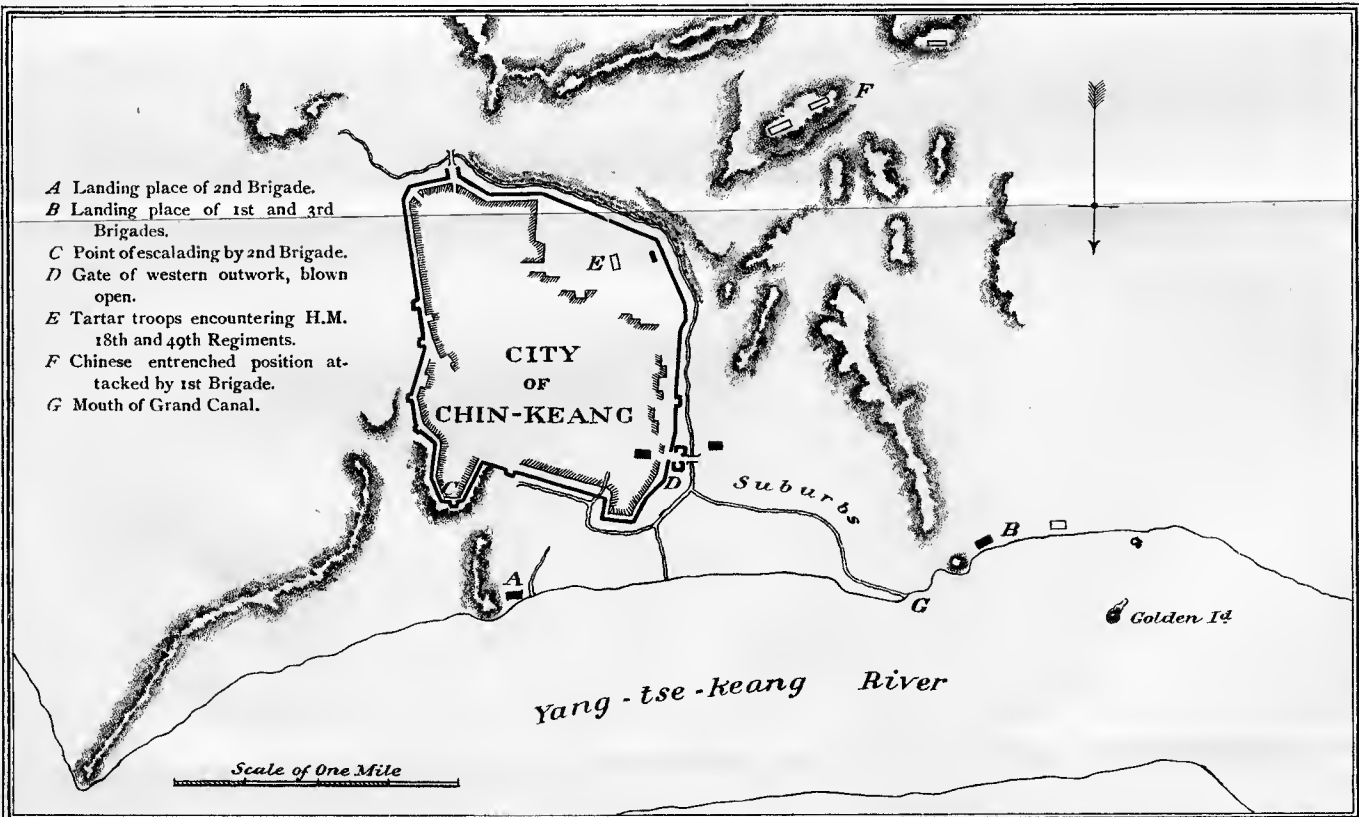 A Landing place of 2nd Brigade.
B Landing place of 1st and 3rd
Brigades.
C Point of escalading by 2nd Brigade.
D Gate of western outwork, blown
open.
E Tartar troops encountering H.M.
18th and 49th Regiments.
F Chinese entrenched position at-
tacked by 1st Brigade.
G Mouth of Grand Canal.
F
E
CITY
OF
CHIN-KEANG
C
D
Suburbs
A
B
G
Golden Id.
Yang-tse-keang River
Scale of One Mile